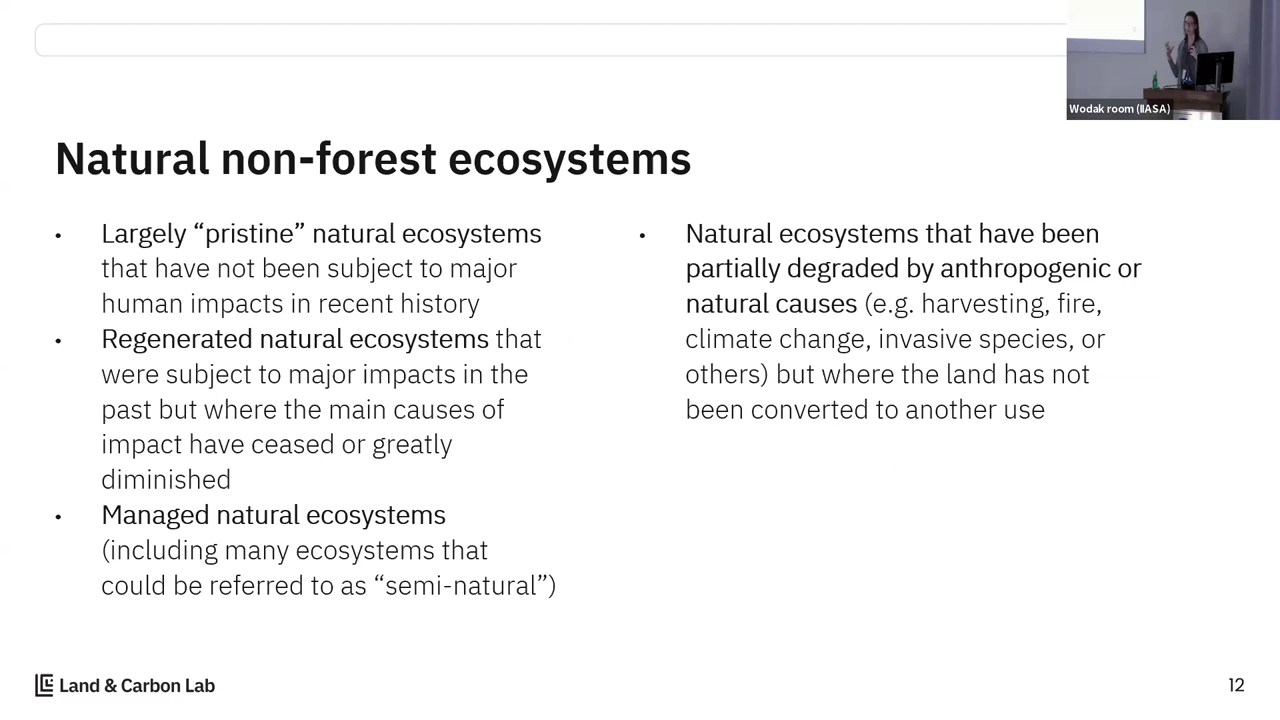 Wodak room (IIASA)
Natural non-forest ecosystems
• Largely “pristine” natural ecosystems
that have not been subject to major
human impacts in recent history
• Regenerated natural ecosystems that
were subject to major impacts in the
past but where the main causes of
impact have ceased or greatly
diminished
• Managed natural ecosystems
(including many ecosystems that
could be referred to as “semi-natural”)
• Natural ecosystems that have been
partially degraded by anthropogenic or
natural causes (e.g. harvesting, fire,
climate change, invasive species, or
others) but where the land has not
been converted to another use
Land & Carbon Lab
12